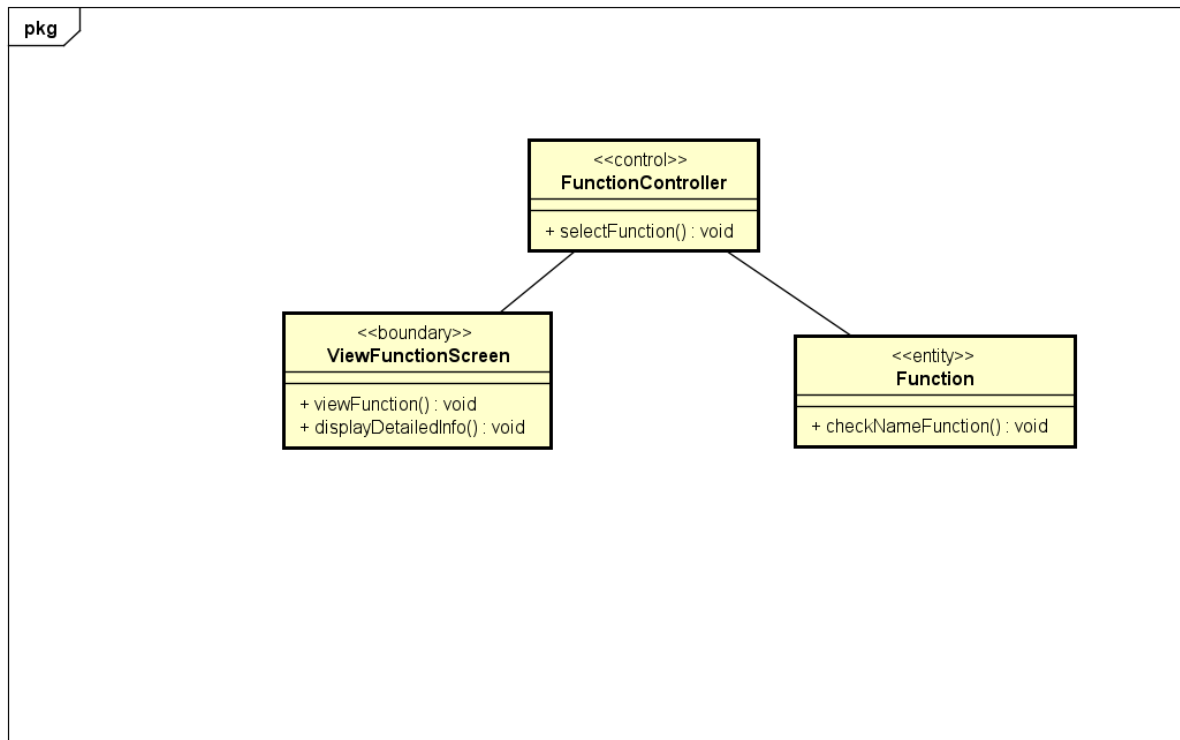 pkg
<<control>>
FunctionController
+ selectFunction() : void
<<boundary>>
ViewFunctionScreen
+ viewFunction() : void
+ displayDetailedInfo() : void
<<entity>>
Function
+ checkNameFunction() : void